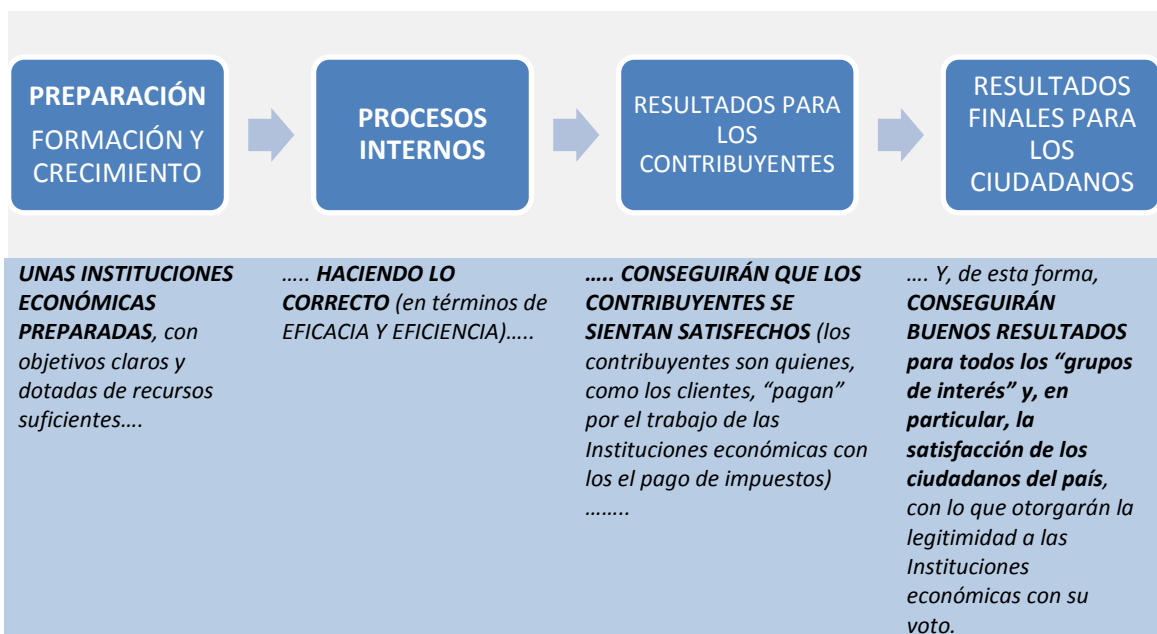 PREPARACIÓN
FORMACIÓN Y
CRECIMIENTO
PROCESOS
INTERNOS
RESULTADOS PARA
LOS
CONTRIBUYENTES
RESULTADOS
FINALES PARA
LOS
CIUDADANOS
UNAS INSTITUCIONES
ECONÓMICAS
PREPARADAS, con
objetivos claros y
dotadas de recursos
suficientes….
….. HACIENDO LO
CORRECTO (en términos de
EFICACIA Y EFICIENCIA)…..
….. CONSEGUIRÁN QUE LOS
CONTRIBUYENTES SE
SIENTAN SATISFECHOS (los
contribuyentes son quienes,
como los clientes, “pagan”
por el trabajo de las
Instituciones económicas con
los el pago de impuestos)
……..
…. Y, de esta forma,
CONSEGUIRÁN
BUENOS RESULTADOS
para todos los “grupos
de interés” y, en
particular, la
satisfacción de los
ciudadanos del país,
con lo que otorgarán la
legitimidad a las
Instituciones
económicas con su
voto.